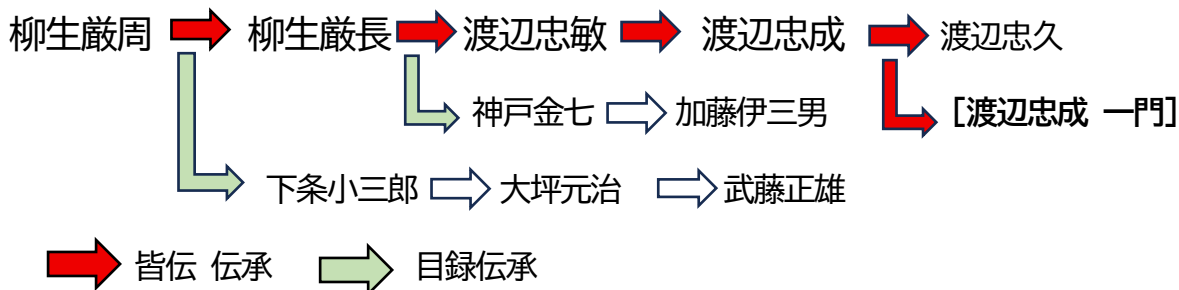 柳生厳周 柳生厳長 渡辺忠敏 渡辺忠成 渡辺忠久
神戸金七 加藤伊三男 [渡辺忠成 一門]
下条小三郎 大坪元治 武藤正雄
皆伝 伝承 目録伝承